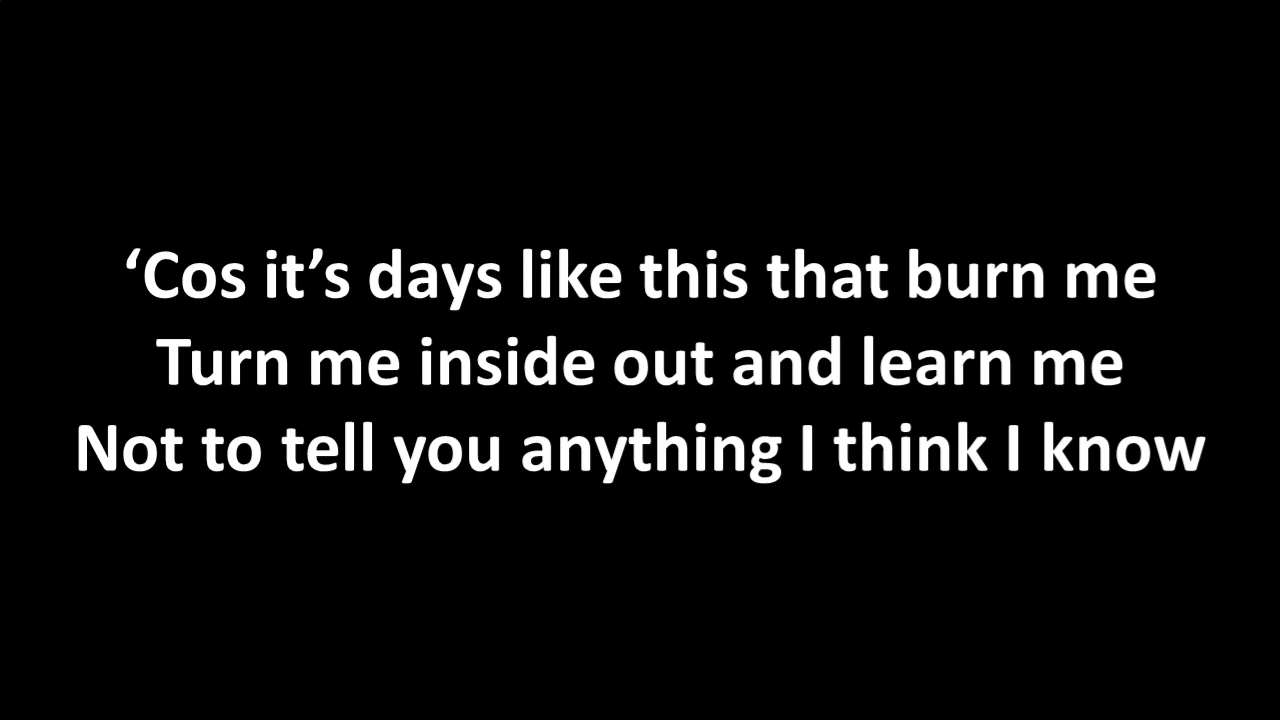 ‘Cos it’s days like this that burn me
Turn me inside out and learn me
Not to tell you anything I think I know